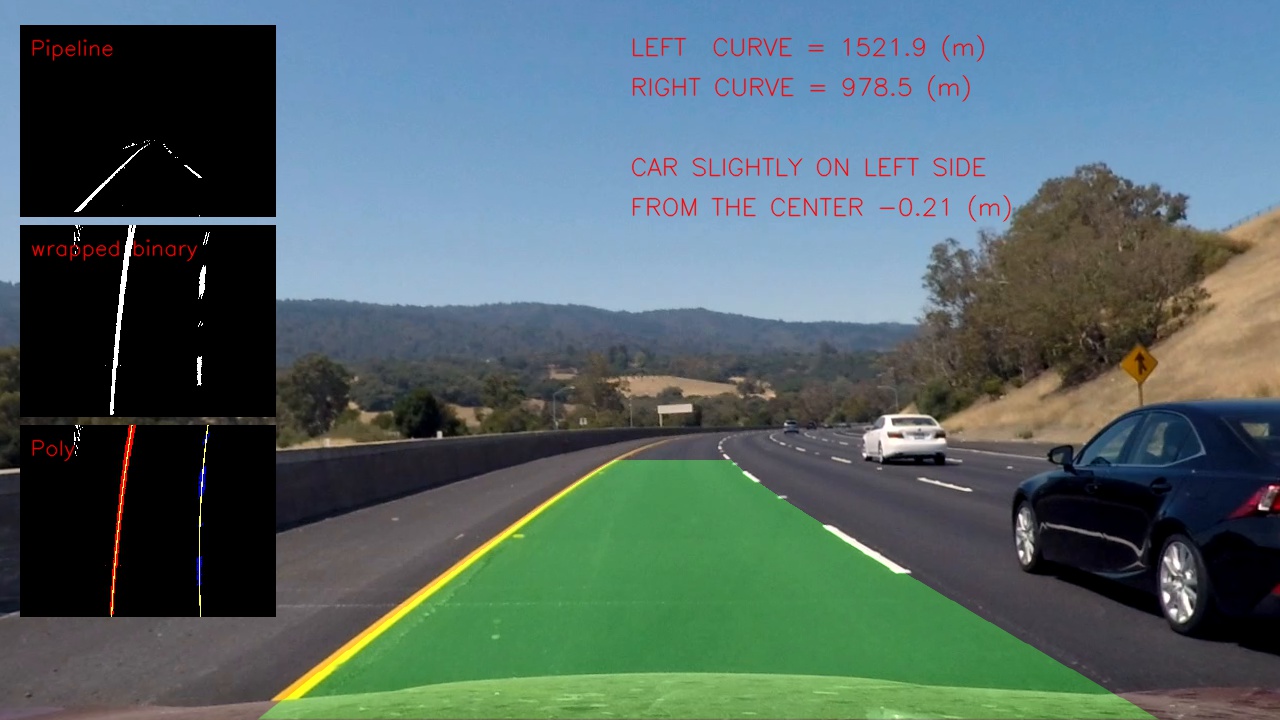 Pipeline
LEFT CURVE = 1521.9 (m)
RIGHT CURVE = 978.5 (m)
CAR SLIGHTLY ON LEFT SIDE
FROM THE CENTER -0.21 (m)
wrapped binary
Poly